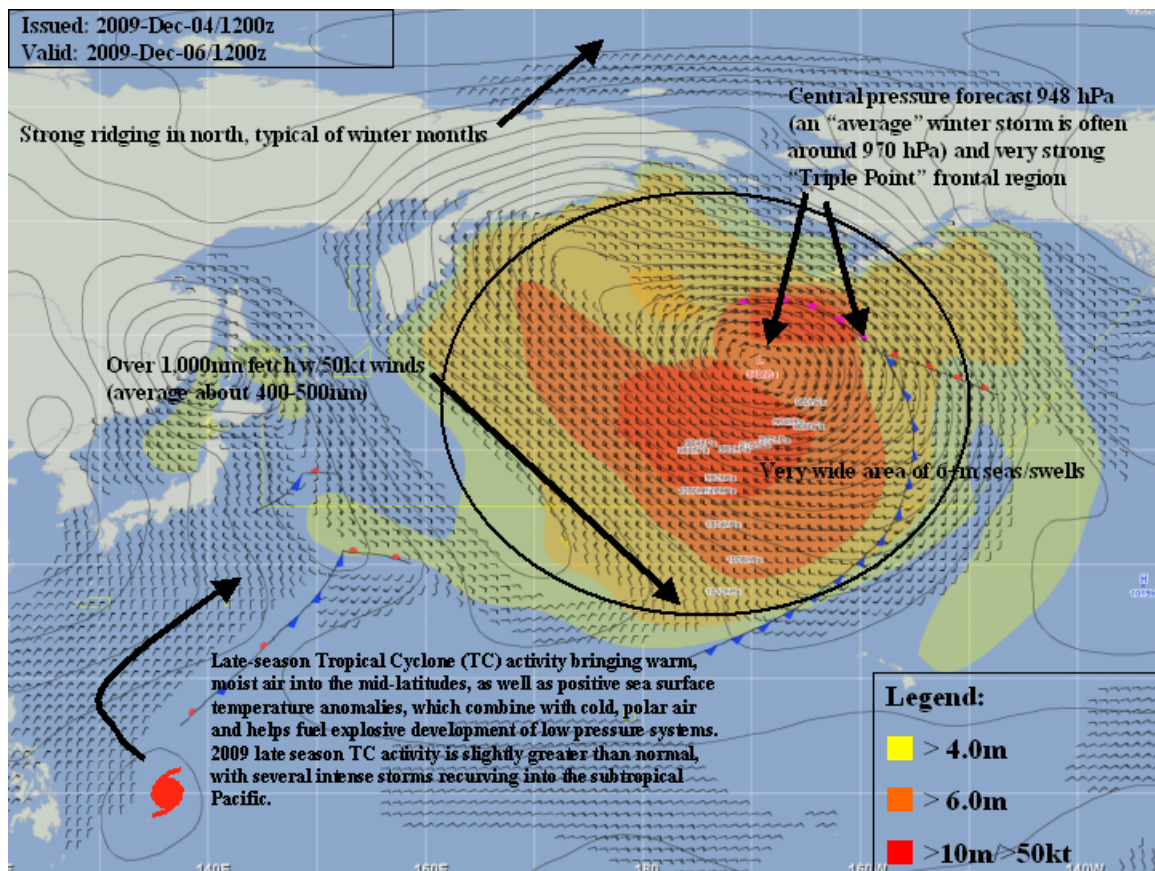 Issued: 2009-Dec-04/1200z
Valid: 2009-Dec-06/1200z
Central pressure forecast 948 hPa
(an “average” winter storm is often
around 970 hPa) and very strong
“Triple Point” frontal region
Strong ridging in north, typical of winter months
Over 1,000nm fetch w/50kt winds
(average about 400-500nm)
L
Very wide area of 6+m seas/swells
H
Late-season Tropical Cyclone (TC) activity bringing warm,
moist air into the mid-latitudes, as well as positive sea surface
temperature anomalies, which combine with cold, polar air
and helps fuel explosive development of low pressure systems.
2009 late season TC activity is slightly greater than normal,
with several intense storms recurving into the subtropical
Pacific.
Legend:
> 4.0m
> 6.0m
>10m/>50kt
140E
160E
180
160W
140W